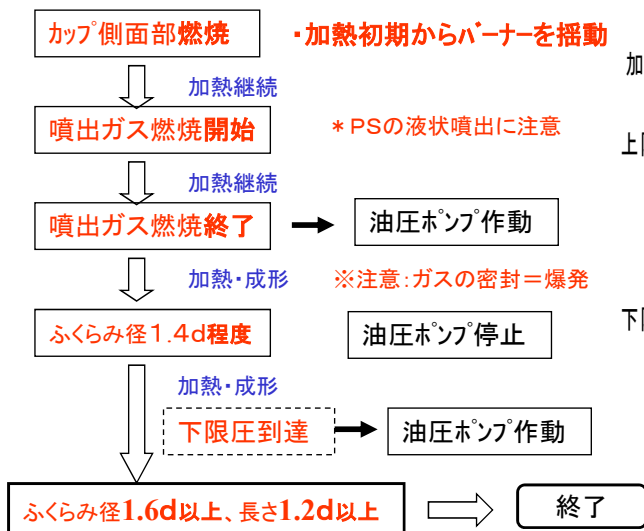 カップ側面部燃焼
・加熱初期からバーナーを揺動
加
加熱継続
噴出ガス燃焼開始
*PSの液状噴出に注意
上
加熱継続
噴出ガス燃焼終了
油圧ポンプ作動
加熱・成形
※注意:ガスの密封=爆発
ふくらみ径1.4d程度
油圧ポンプ停止
下
加熱・成形
下限圧到達
油圧ポンプ作動
ふくらみ径1.6d以上、長さ1.2d以上
終了